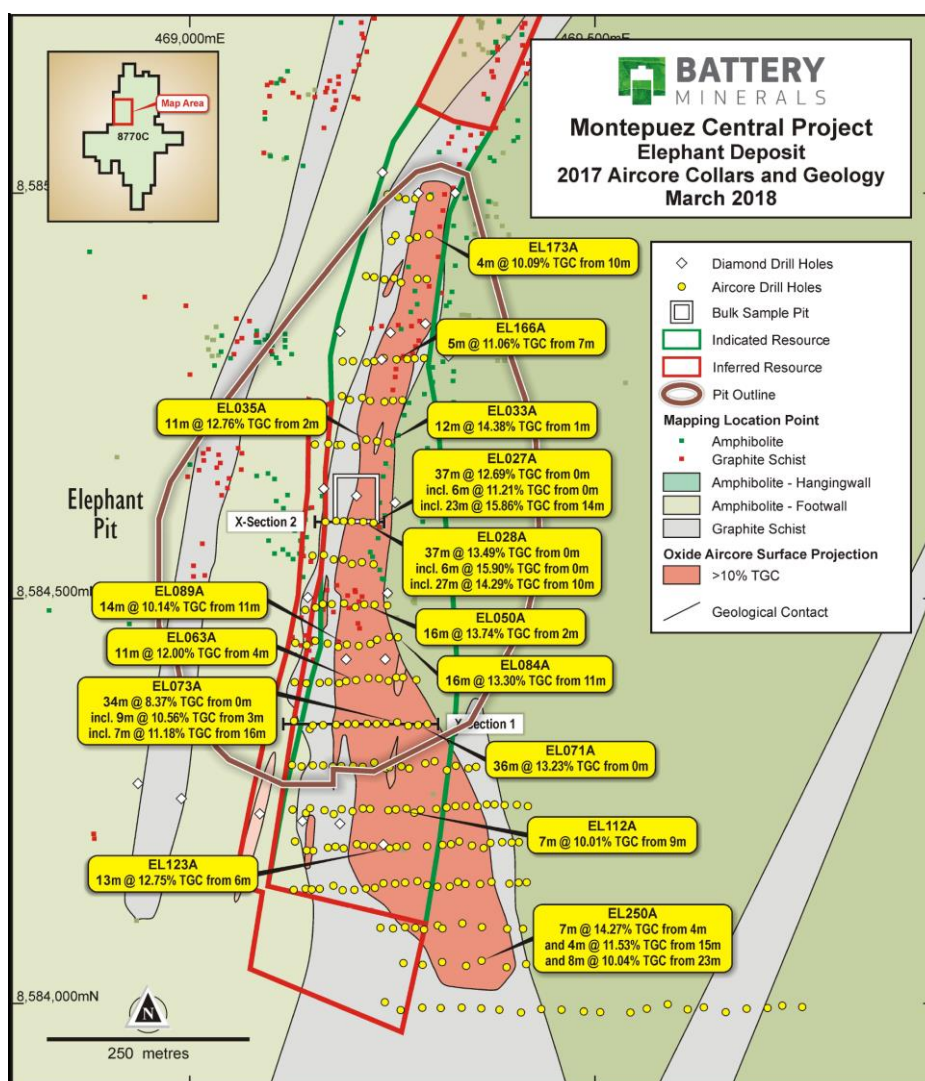 469,000mE
469,500mE
Map Area
8770C
BATTERY
MINERALS
Montepuez Central Project
Elephant Deposit
2017 Aircore Collars and Geology
March 2018
EL173A
4m @ 10.09% TGC from 10m
Diamond Drill Holes
Aircore Drill Holes
Bulk Sample Pit
Indicated Resource
Inferred Resource
Pit Outline
Mapping Location Point
Amphibolite
Graphite Schist
Amphibolite - Hangingwall
Amphibolite - Footwall
Graphite Schist
Oxide Aircore Surface Projection
>10% TGC
Geological Contact
EL166A
5m @ 11.06% TGC from 7m
EL035A
11m @ 12.76% TGC from 2m
EL033A
12m @ 14.38% TGC from 1m
EL027A
37m @ 12.69% TGC from 0m
incl. 6m @ 11.21% TGC from 0m
incl. 23m @ 15.86% TGC from 14m
Elephant
Pit
X-Section 2
EL028A
37m @ 13.49% TGC from 0m
incl. 6m @ 15.90% TGC from 0m
incl. 27m @ 14.29% TGC from 10m
8,584,500mN
EL089A
14m @ 10.14% TGC from 11m
EL050A
16m @ 13.74% TGC from 2m
EL063A
11m @ 12.00% TGC from 4m
EL084A
16m @ 13.30% TGC from 11m
EL073A
34m @ 8.37% TGC from 0m
incl. 9m @ 10.56% TGC from 3m
incl. 7m @ 11.18% TGC from 16m
X-Section 1
EL071A
36m @ 13.23% TGC from 0m
EL112A
7m @ 10.01% TGC from 9m
EL123A
13m @ 12.75% TGC from 6m
EL250A
7m @ 14.27% TGC from 4m
and 4m @ 11.53% TGC from 15m
and 8m @ 10.04% TGC from 23m
8,584,000mN
N
250 metres